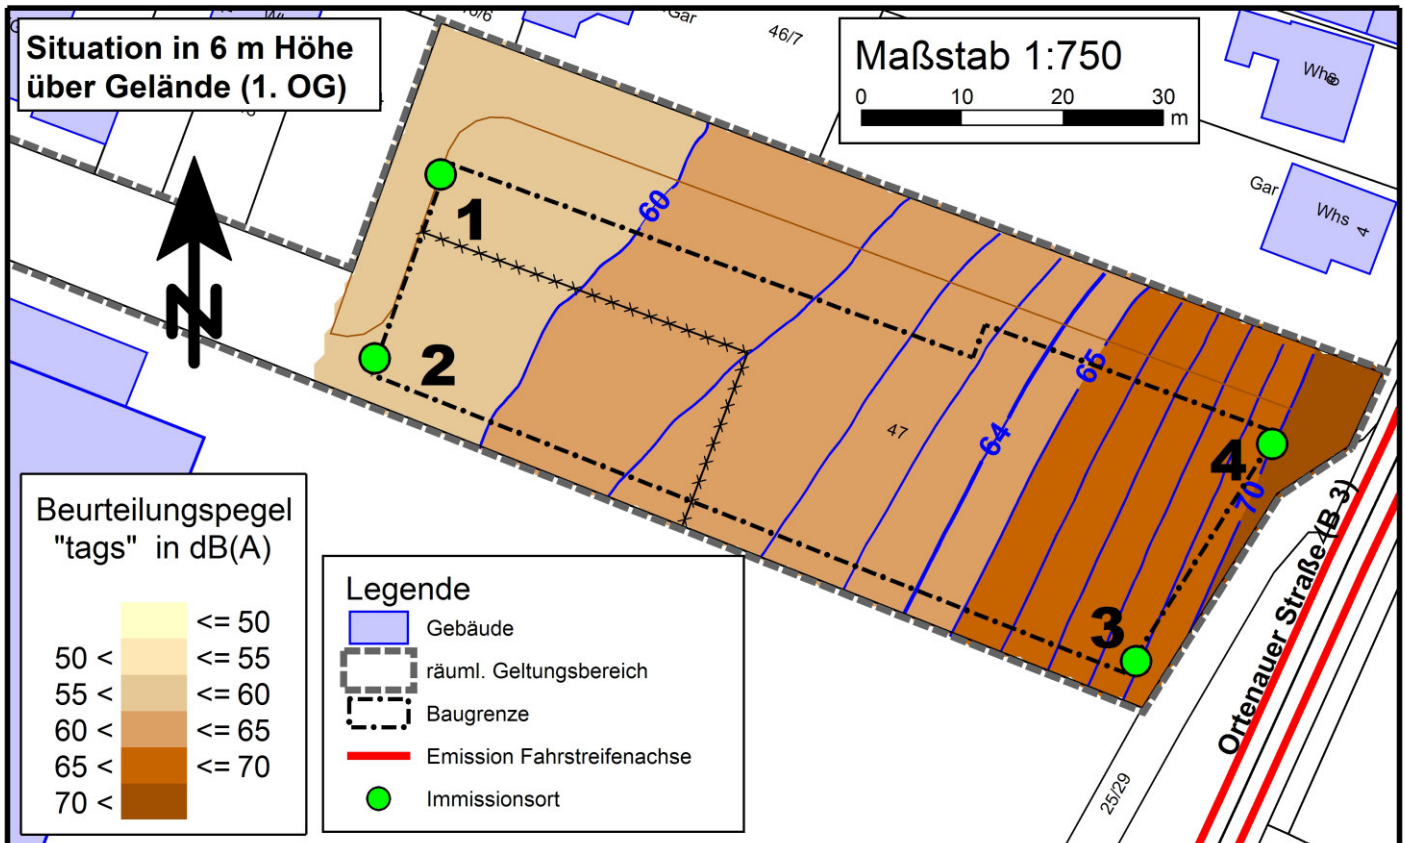 Situation in 6 m Höhe
über Gelände (1. OG)
Gar
46/7
Maßstab 1:750
0 10 20 30
m
Whs
Gar
Whs
4
1
60
2
65
64
47
4
70
3
Ortenauer Straße (B 3)
25/29
N
Beurteilungspegel
"tags" in dB(A)
<= 50
50 < <= 55
55 < <= 60
60 < <= 65
65 < <= 70
70 <
Legende
Gebäude
räuml. Geltungsbereich
Baugrenze
Emission Fahrstreifenachse
Immissionsort